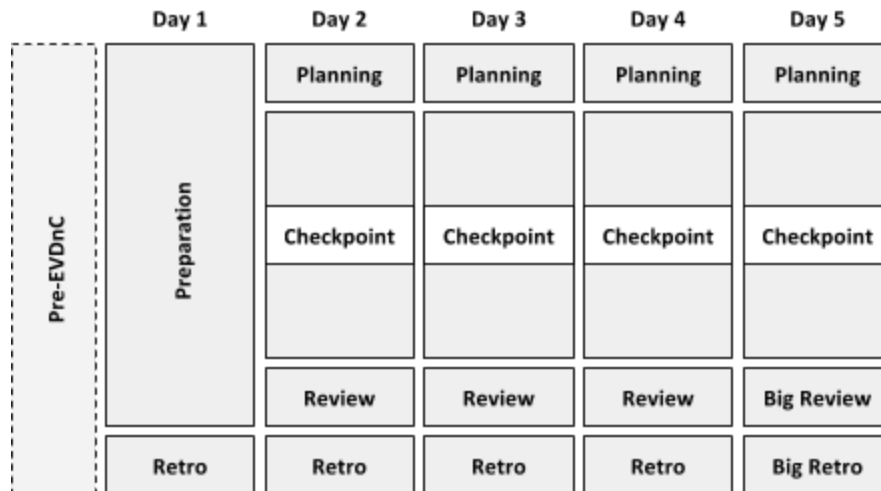 Day 1 Day 2 Day 3 Day 4 Day 5
Pre-EVDnC
Preparation
Planning Planning Planning Planning
Checkpoint Checkpoint Checkpoint Checkpoint
Review Review Review Big Review
Retro Retro Retro Retro Big Retro